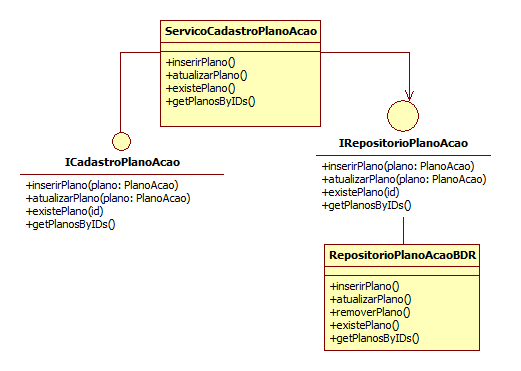 ServicoCadastroPlanoAcao
+inserirPlano()
+atualizarPlano()
+existePlano()
+getPlanosByIDs()
ICadastroPlanoAcao
+inserirPlano(plano: PlanoAcao)
+atualizarPlano(plano: PlanoAcao)
+existePlano(id)
+getPlanosByIDs()
IRepositorioPlanoAcao
+inserirPlano(plano: PlanoAcao)
+atualizarPlano(plano: PlanoAcao)
+existePlano(id)
+getPlanosByIDs()
RepositorioPlanoAcaoBDR
+inserirPlano()
+atualizarPlano()
+removerPlano()
+existePlano()
+getPlanosByIDs()